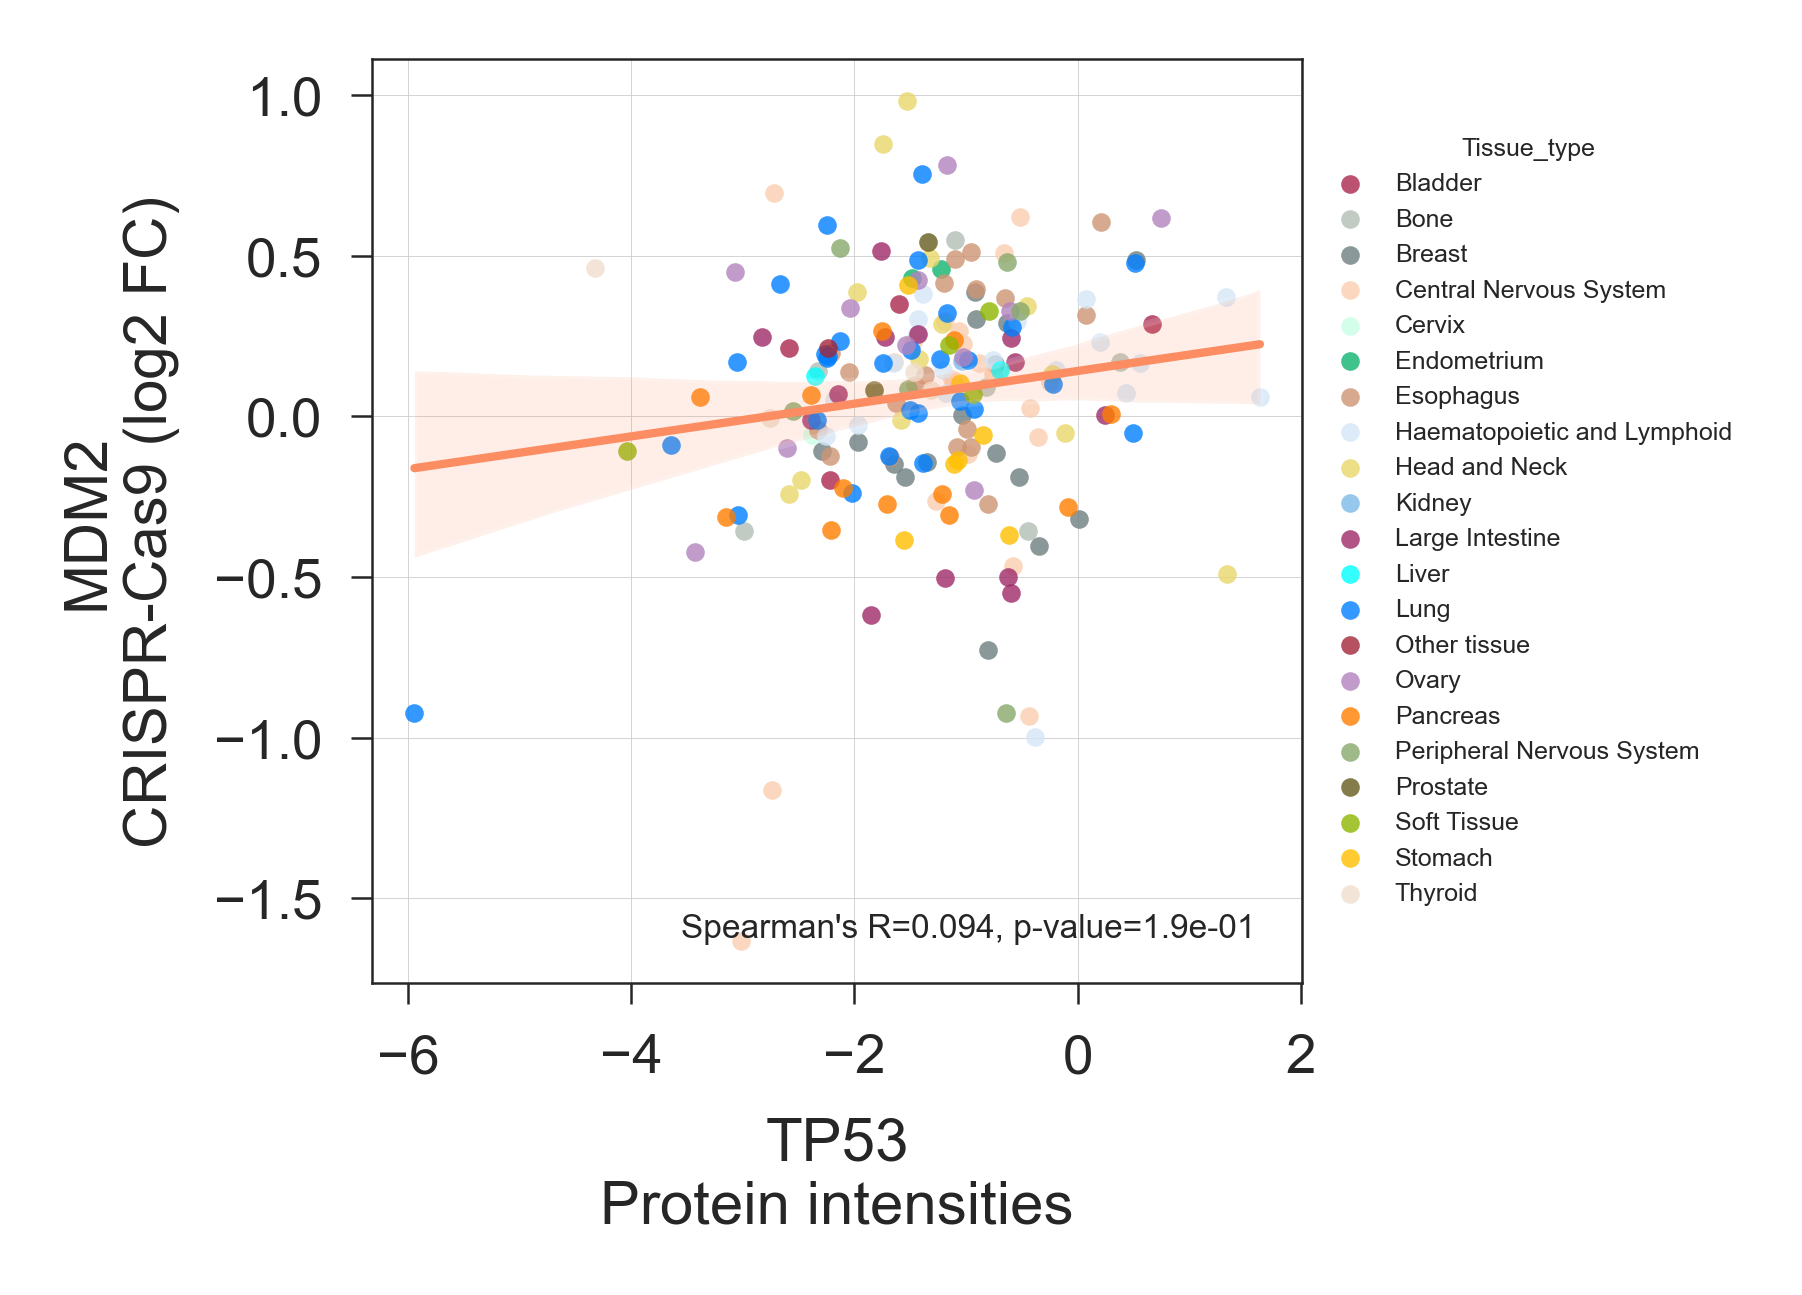 1.0
0.5
0.0
−0.5
−1.0
−1.5
MDM2
CRISPR-Cas9 (log2 FC)
Spearman's R=0.094, p-value=1.9e-01
−6
−4
−2
0
2
TP53
Protein intensities
Tissue_type
Bladder
Bone
Breast
Central Nervous System
Cervix
Endometrium
Esophagus
Haematopoietic and Lymphoid
Head and Neck
Kidney
Large Intestine
Liver
Lung
Other tissue
Ovary
Pancreas
Peripheral Nervous System
Prostate
Soft Tissue
Stomach
Thyroid